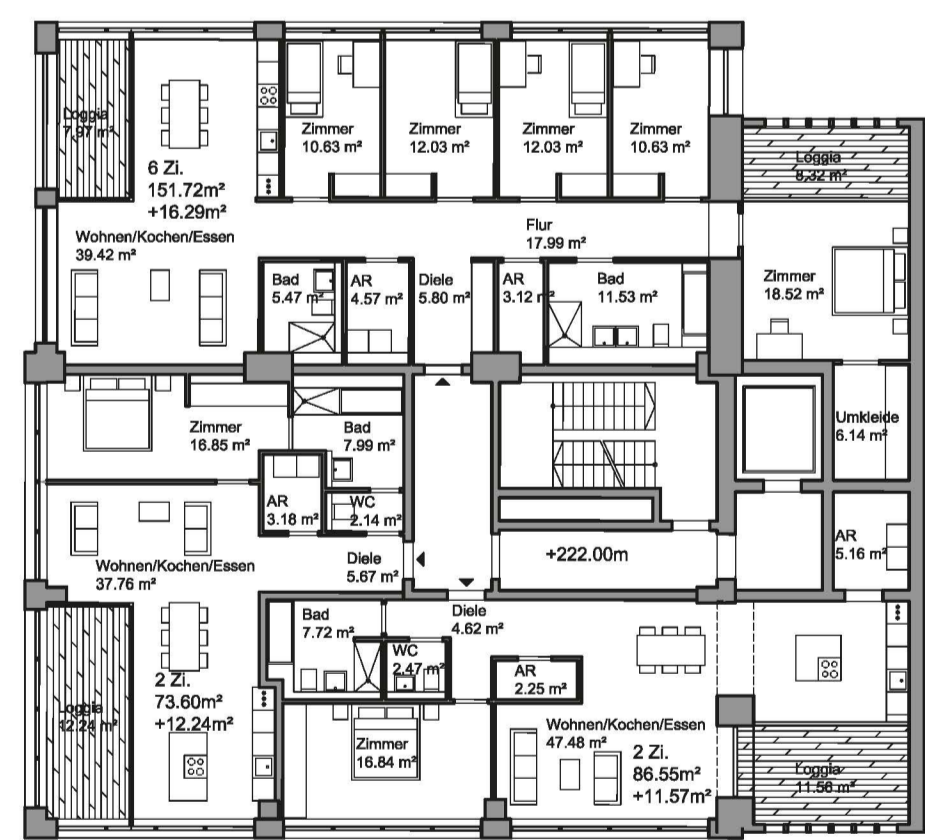 Loggia
7.97 m²
6 Zi.
151.72m²
+16.29m²
Wohnen/Kochen/Essen
39.42 m²
Zimmer
10.63 m²
Zimmer
12.03 m²
Zimmer
12.03 m²
Zimmer
10.63 m²
Loggia
8.32 m²
Flur
17.99 m²
Bad
5.47 m²
AR
4.57 m²
Diele
5.80 m²
AR
3.12 m²
Bad
11.53 m²
Zimmer
18.52 m²
Umkleide
6.14 m²
AR
5.16 m²
Zimmer
16.85 m²
Bad
7.99 m²
AR
3.18 m²
WC
2.14 m²
Wohnen/Kochen/Essen
37.76 m²
Diele
5.67 m²
+222.00m
Loggia
12.24 m²
2 Zi.
73.60m²
+12.24m²
Bad
7.72 m²
WC
2.47 m²
Diele
4.62 m²
AR
2.25 m²
Zimmer
16.84 m²
Wohnen/Kochen/Essen
47.48 m²
2 Zi.
86.55m²
+11.57m²
Loggia
11.56 m²